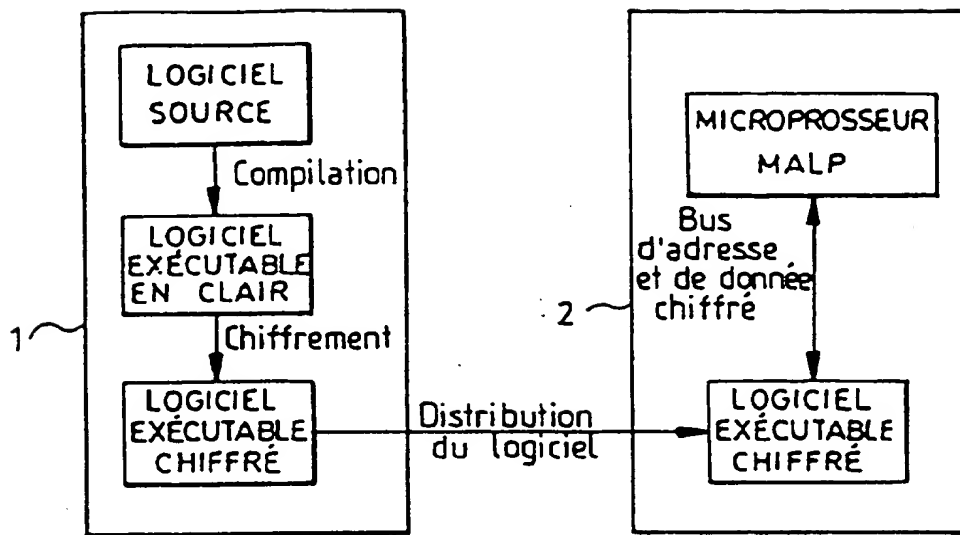 LOGICIEL
SOURCE
Compilation
LOGICIEL
EXÉCUTABLE
EN CLAIR
1
Chiffrement
LOGICIEL
EXÉCUTABLE
CHIFFRÉ
Distribution
du logiciel
MICROPROSSEUR
MALP
Bus
d'adresse
et de donnée
chiffré
2
LOGICIEL
EXÉCUTABLE
CHIFFRÉ